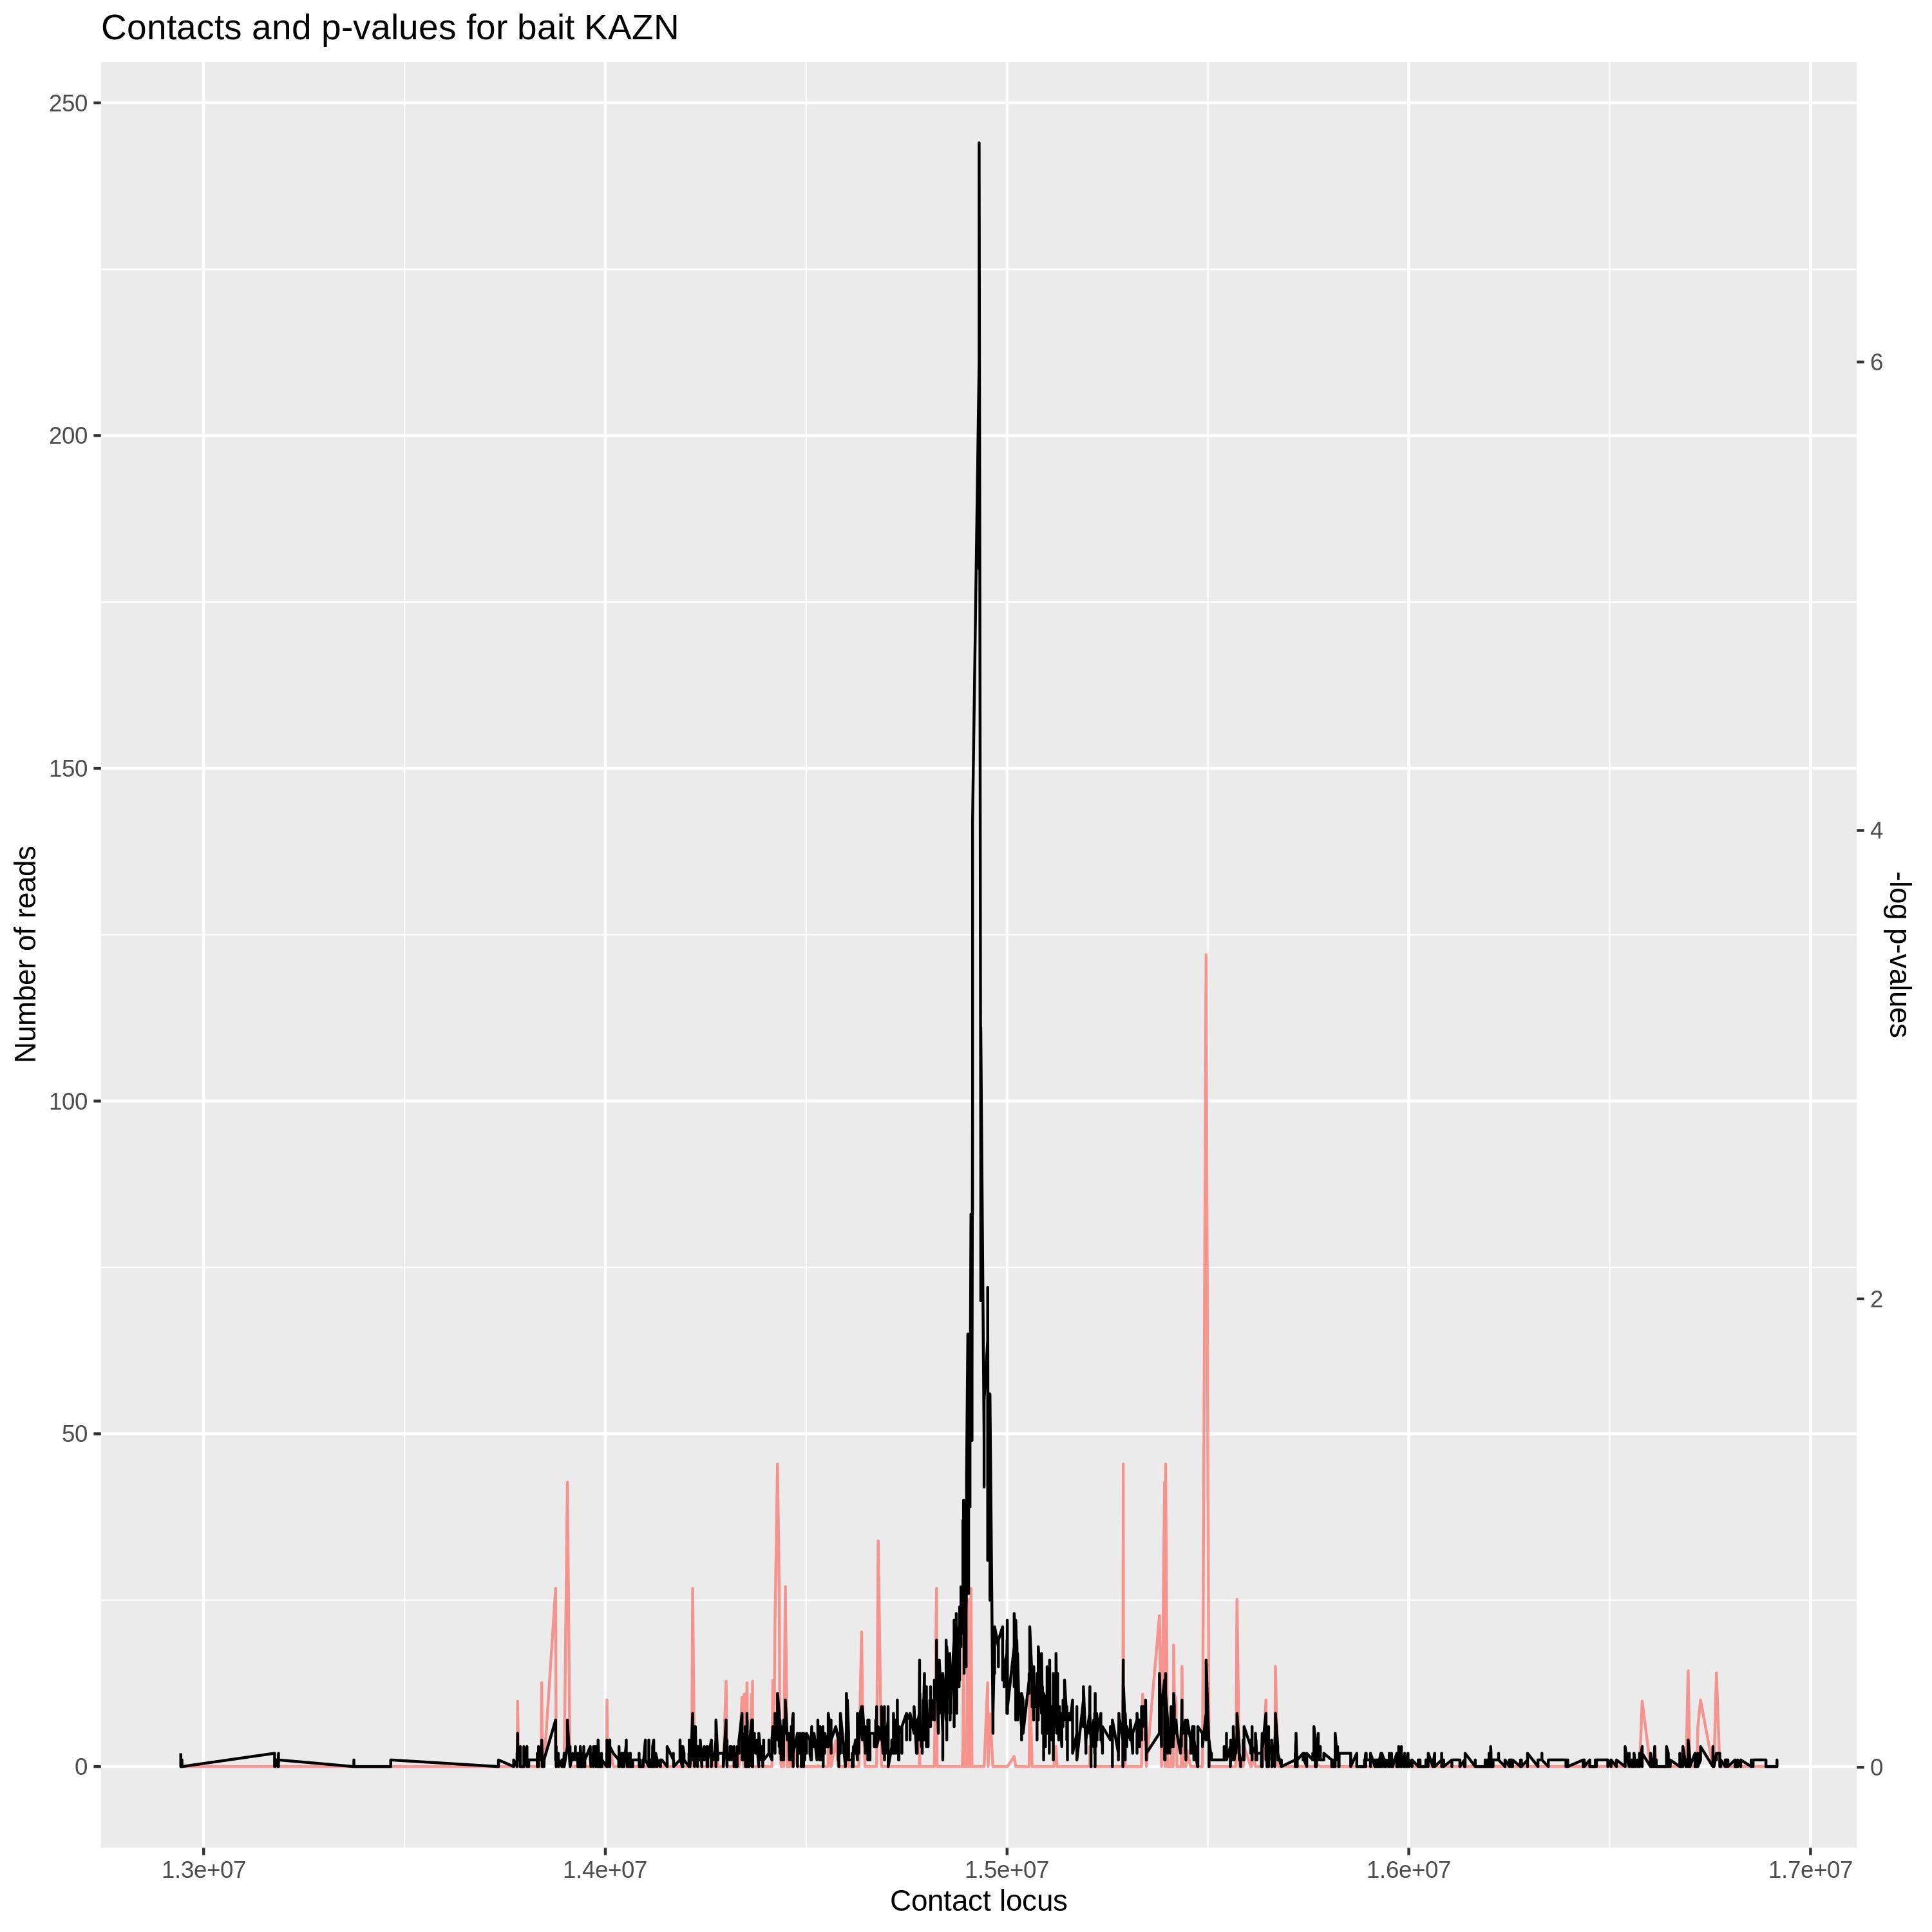 Contacts and p-values for bait KAZN
250
200
150
100
50
0
Number of reads
6
4
2
0
-log p-values
1.3e+07
1.4e+07
1.5e+07
1.6e+07
1.7e+07
Contact locus